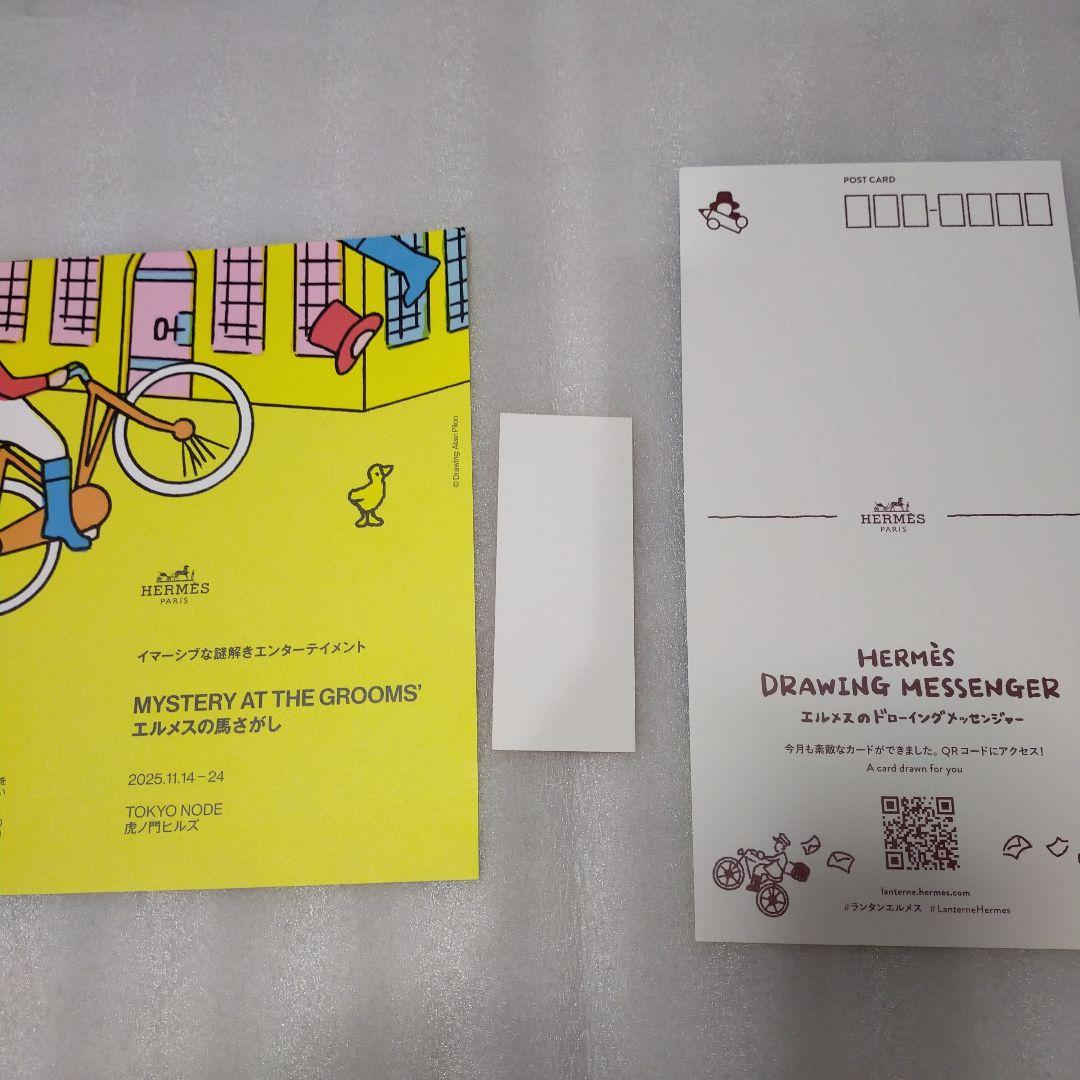 © Drawing: Alain Pilon
HERMÈS
PARIS
イマーシブな謎解きエンターテイメント
MYSTERY AT THE GROOMS’
エルメスの馬さがし
2025.11.14 – 24
TOKYO NODE
虎ノ門ヒルズ
を
い
POST CARD
HERMÈS
PARIS
HERMÈS
DRAWING MESSENGER
エルメスのドローイングメッセンジャー
今月も素敵なカードができました。QRコードにアクセス！
A card drawn for you
lanterne.hermes.com
#ランタンエルメス #LanterneHermes